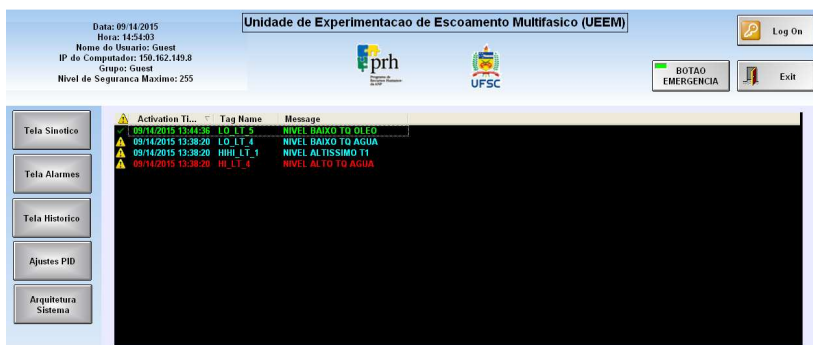 Data: 09/14/2015
Hora: 14:54:03
Nome do Usuario: Guest
IP do Computador: 150.162.149.8
Grupo: Guest
Nivel de Seguranca Maximo: 255
Unidade de Experimentacao de Escoamento Multifasico (UEEM)
prh
UFSC
Log On
BOTAO
EMERGENCIA
Exit
Tela Sinotico
Tela Alarmes
Tela Historico
Ajustes PID
Arquitetura
Sistema
Activation Ti... Tag Name Message
09/14/2015 13:44:36 LO_LT_5 NIVEL BAIXO TQ OLEO
09/14/2015 13:38:20 LO_LT_4 NIVEL BAIXO TQ AGUA
09/14/2015 13:38:20 HIHI_LT_1 NIVEL ALTISSIMO T1
09/14/2015 13:38:20 HI_LT_4 NIVEL ALTO TQ AGUA